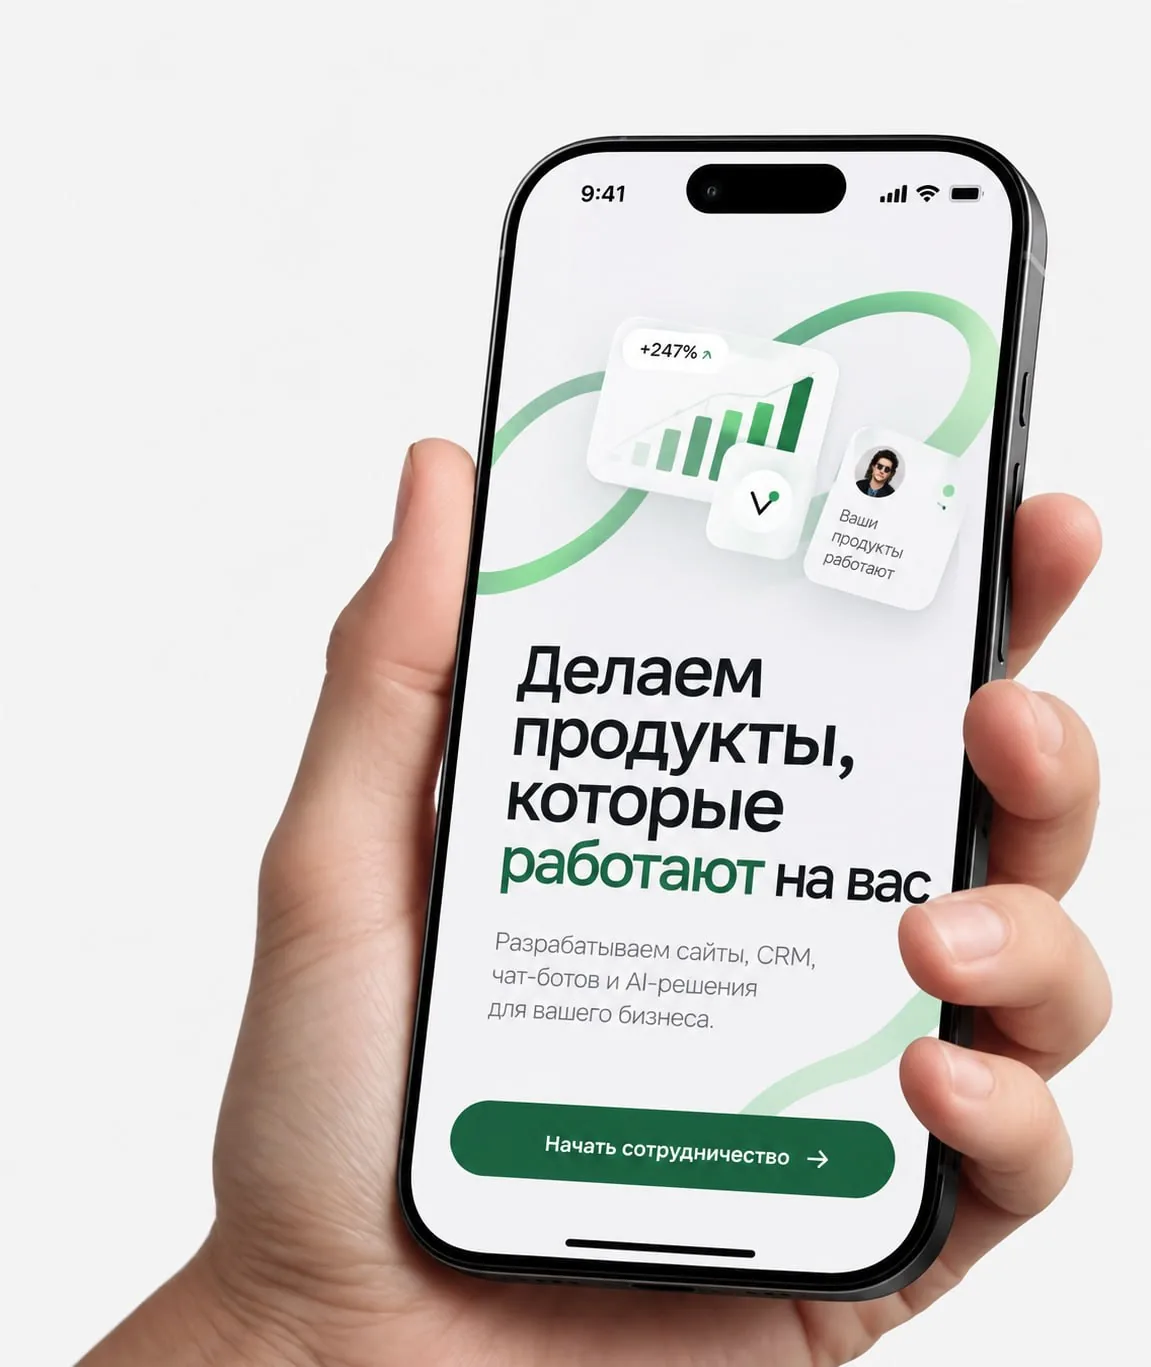 9:41
+247%
Ваши
продукты
работают
Делаем
продукты,
которые
работают на вас
Разрабатываем сайты, CRM,
чат-ботов и AI-решения
для вашего бизнеса.
Начать сотрудничество →